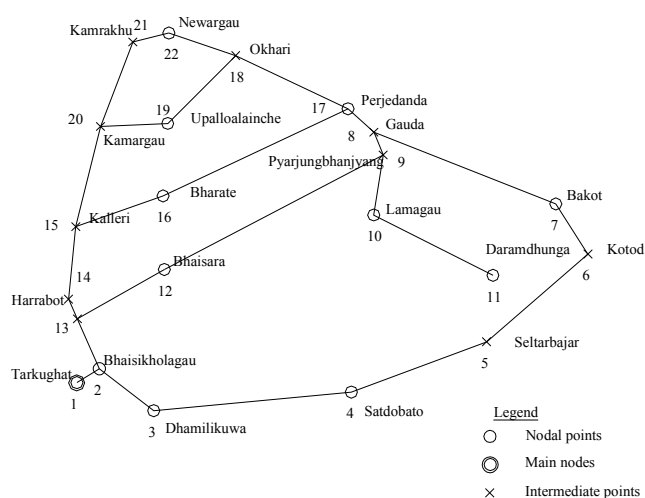 21
Newargau
Kamrakhu
22
Okhari
18
19
17
Perjedanda
20
Upalloalainche
8
Gauda
Kamargau
Pyarjungbhanjyang
9
Bharate
Bakot
15
Kalleri
16
Lamagau
7
10
Daramdhunga
Kotod
14
Bhaisara
6
12
11
Harrabot
13
Seltarbajar
Bhaisikholagau
5
Tarkughat
2
1
Legend
3
4
Satdobato
Dhamilikuwa
Nodal points
Main nodes
Intermediate points